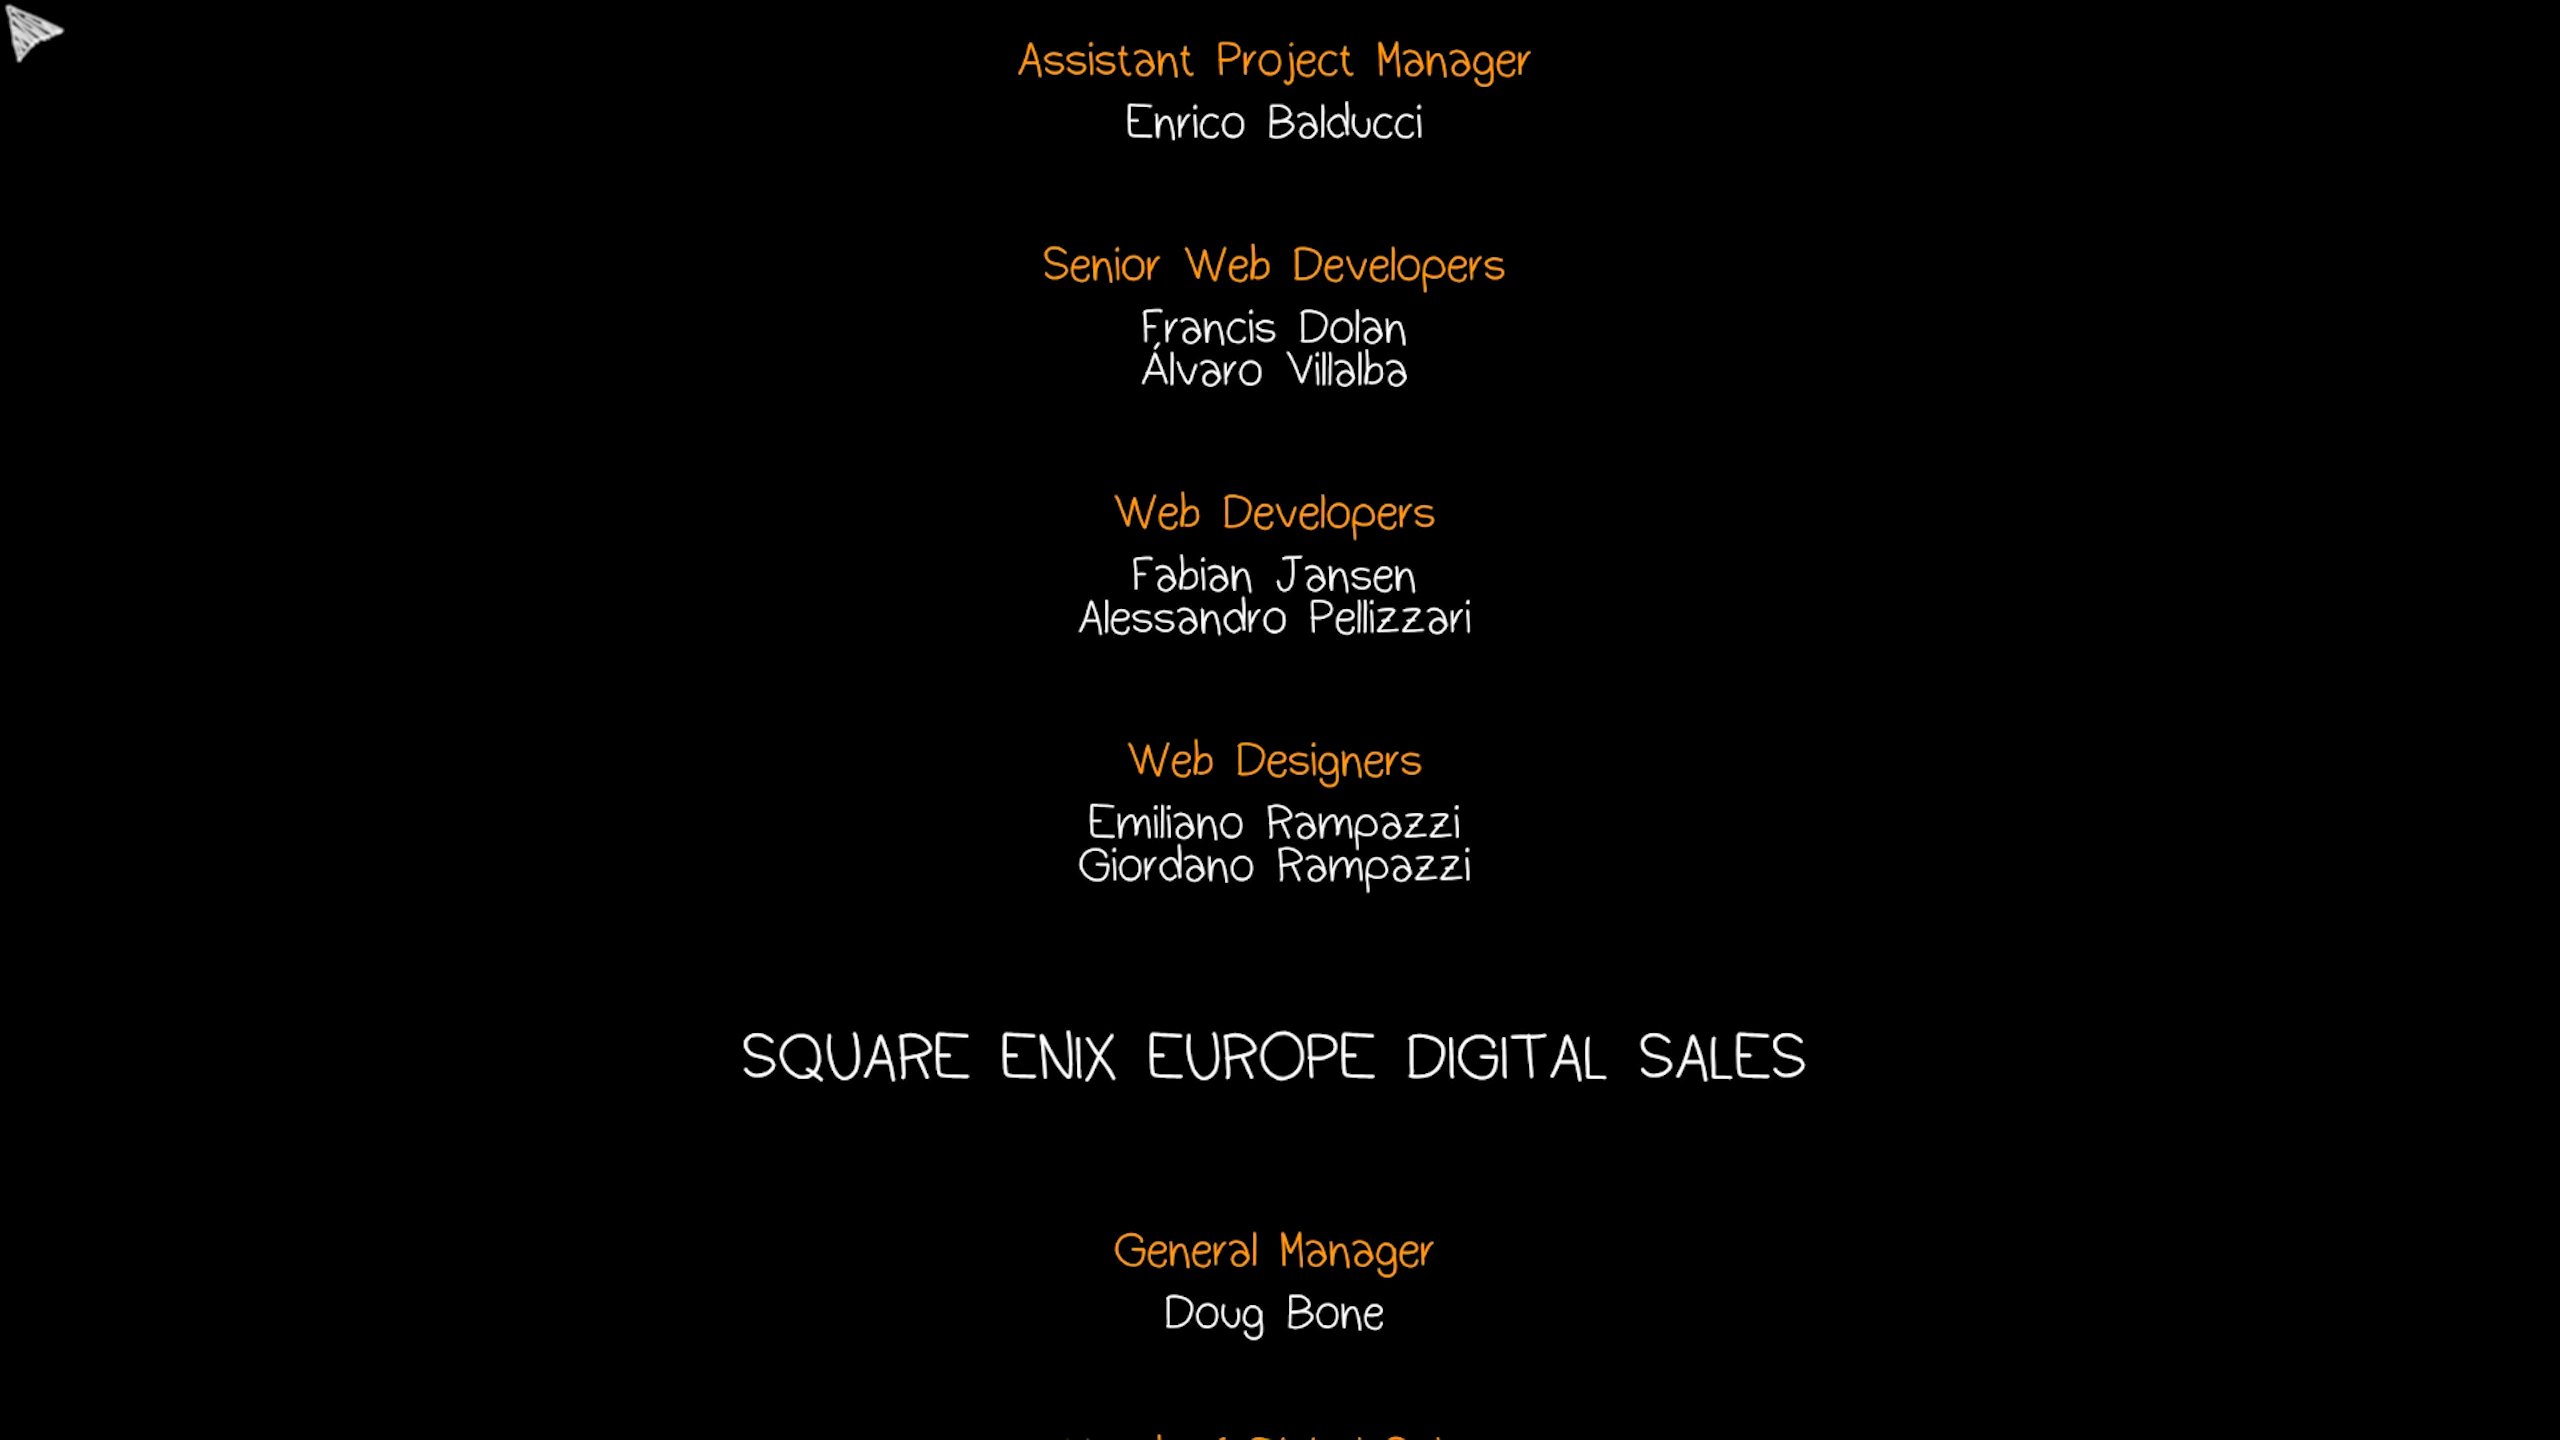 Assistant Project Manager
Enrico Balducci
Senior Web Developers
Francis Dolan
Álvaro Villalba
Web Developers
Fabian Jansen
Alessandro Pellizzari
Web Designers
Emiliano Rampazzi
Giordano Rampazzi
SQUARE ENIX EUROPE DIGITAL SALES
General Manager
Doug Bone